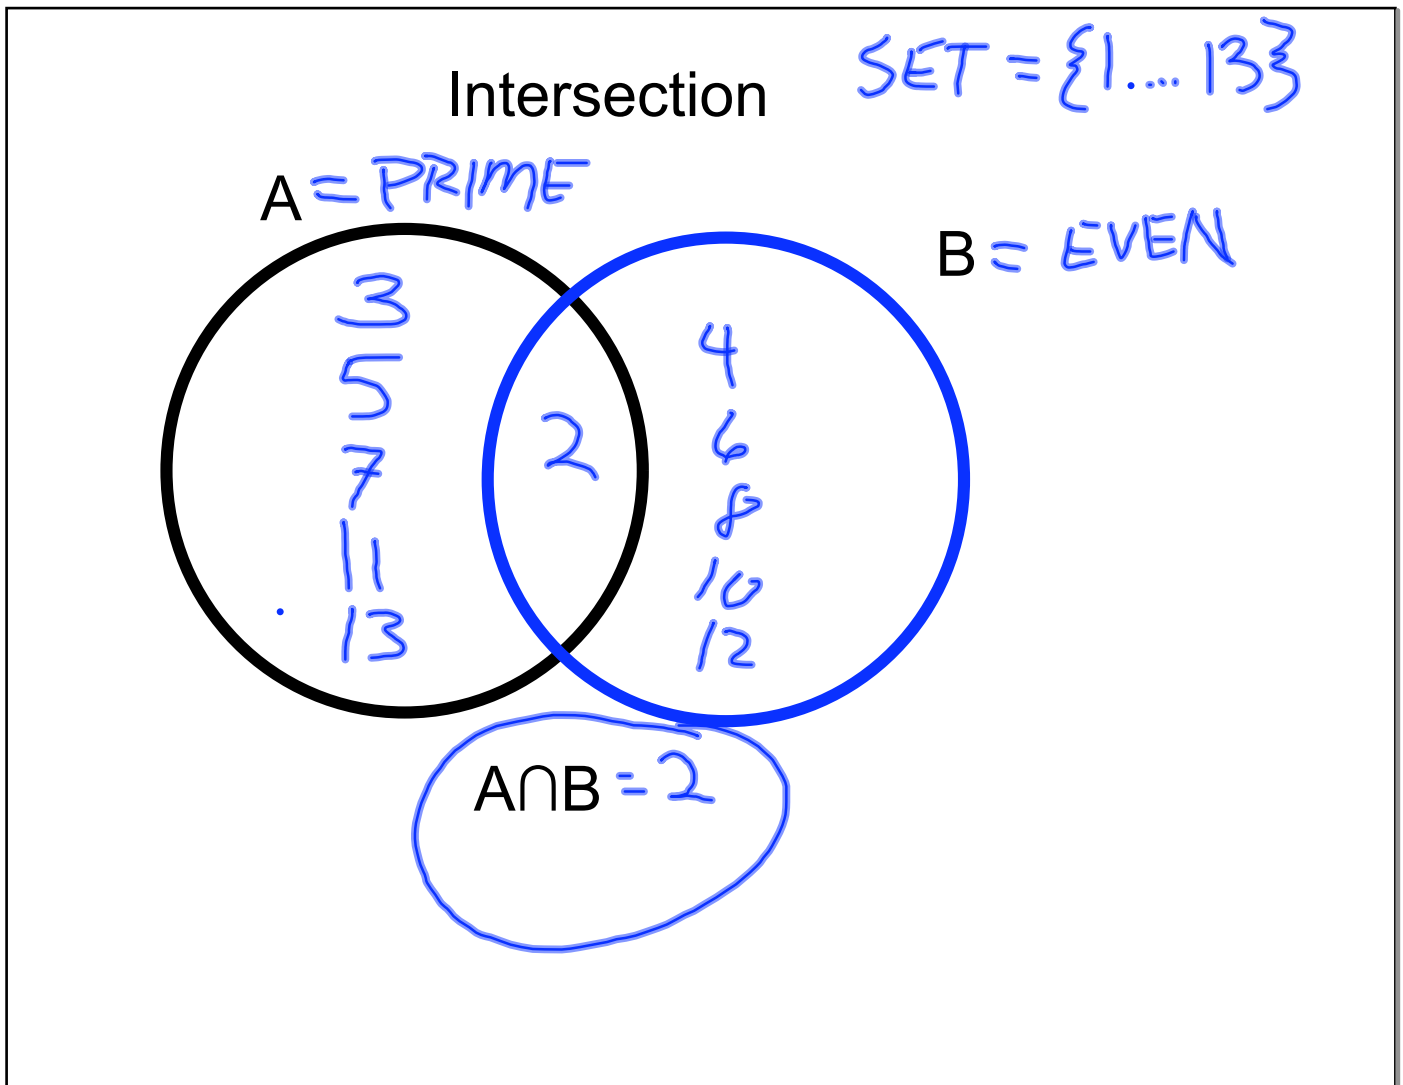 SET = {1.... 13}
Intersection
A = PRIME
B = EVEN
3
5
7
11
13
2
4
6
8
10
12
A∩B = 2